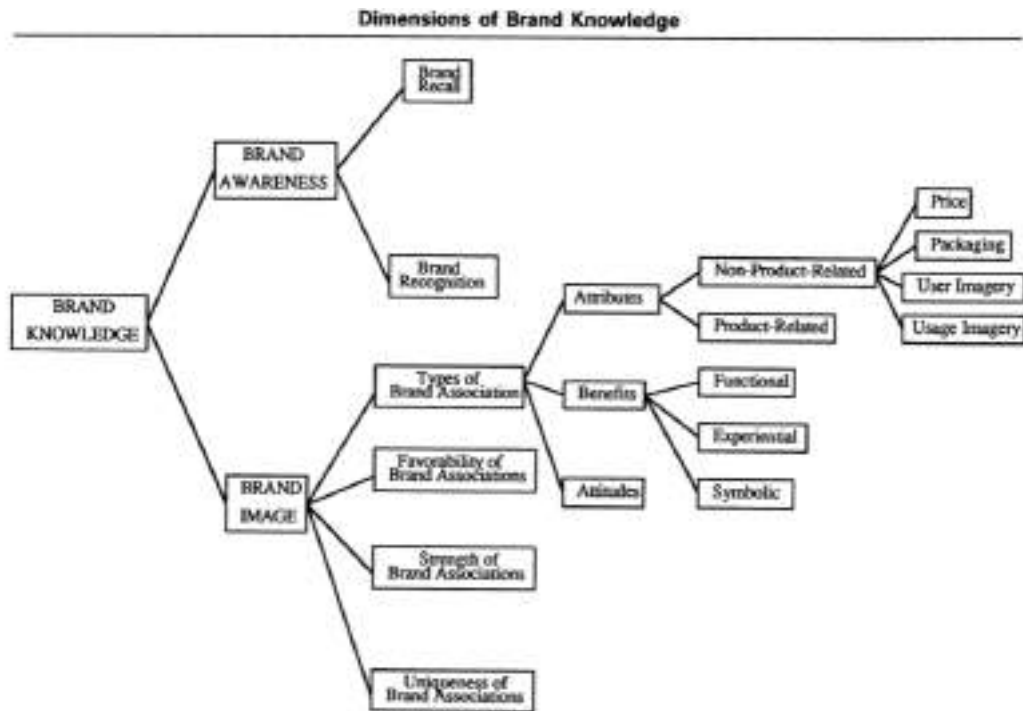 Dimensions of Brand Knowledge
Brand
Recall
BRAND
AWARENESS
Brand
Recognition
BRAND
KNOWLEDGE
Types of
Brand Association
Favorability of
Brand Associations
BRAND
IMAGE
Strength of
Brand Associations
Uniqueness of
Brand Associations
Attributes
Benefits
Attitudes
Non-Product-Related
Product-Related
Functional
Experiential
Symbolic
Price
Packaging
User Imagery
Usage Imagery